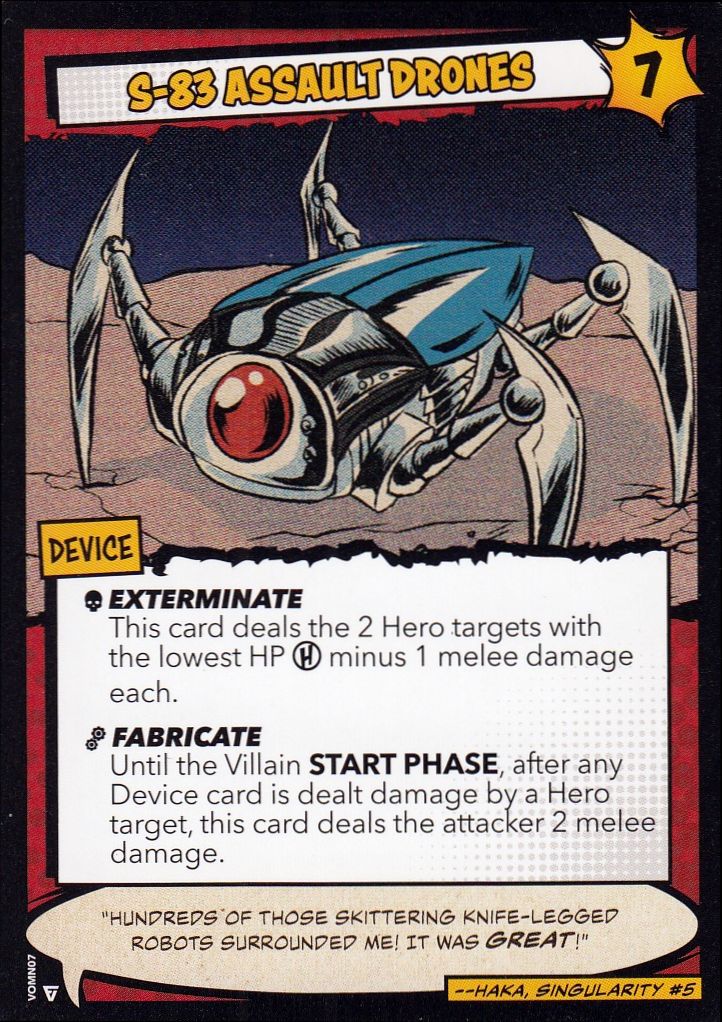 S-83 ASSAULT DRONES
7
DEVICE
EXTERMINATE
This card deals the 2 Hero targets with
the lowest HP Ⓗ minus 1 melee damage
each.
FABRICATE
Until the Villain START PHASE, after any
Device card is dealt damage by a Hero
target, this card deals the attacker 2 melee
damage.
"HUNDREDS OF THOSE SKITTERING KNIFE-LEGGED
ROBOTS SURROUNDED ME! IT WAS GREAT!"
--HAKA, SINGULARITY #5
VOMN07